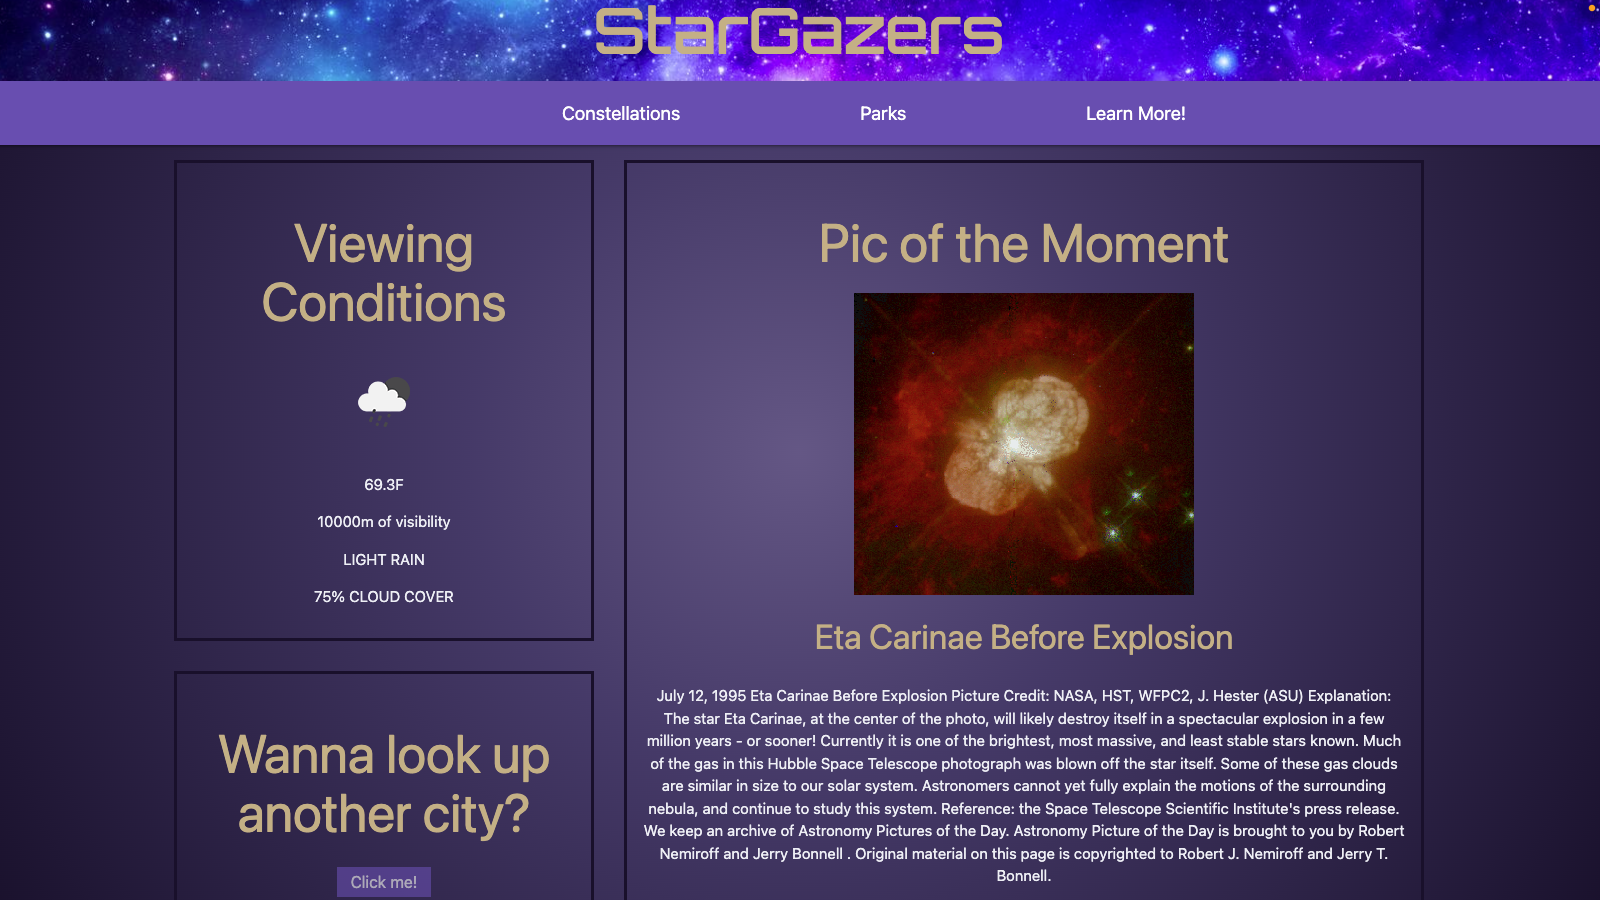 StarGazers
Constellations
Parks
Learn More!
Viewing
Conditions
69.3F
10000m of visibility
LIGHT RAIN
75% CLOUD COVER
Wanna look up
another city?
Click me!
Pic of the Moment
Eta Carinae Before Explosion
July 12, 1995 Eta Carinae Before Explosion Picture Credit: NASA, HST, WFPC2, J. Hester (ASU) Explanation:
The star Eta Carinae, at the center of the photo, will likely destroy itself in a spectacular explosion in a few
million years - or sooner! Currently it is one of the brightest, most massive, and least stable stars known. Much
of the gas in this Hubble Space Telescope photograph was blown off the star itself. Some of these gas clouds
are similar in size to our solar system. Astronomers cannot yet fully explain the motions of the surrounding
nebula, and continue to study this system. Reference: the Space Telescope Scientific Institute's press release.
We keep an archive of Astronomy Pictures of the Day. Astronomy Picture of the Day is brought to you by Robert
Nemiroff and Jerry Bonnell . Original material on this page is copyrighted to Robert J. Nemiroff and Jerry T.
Bonnell.